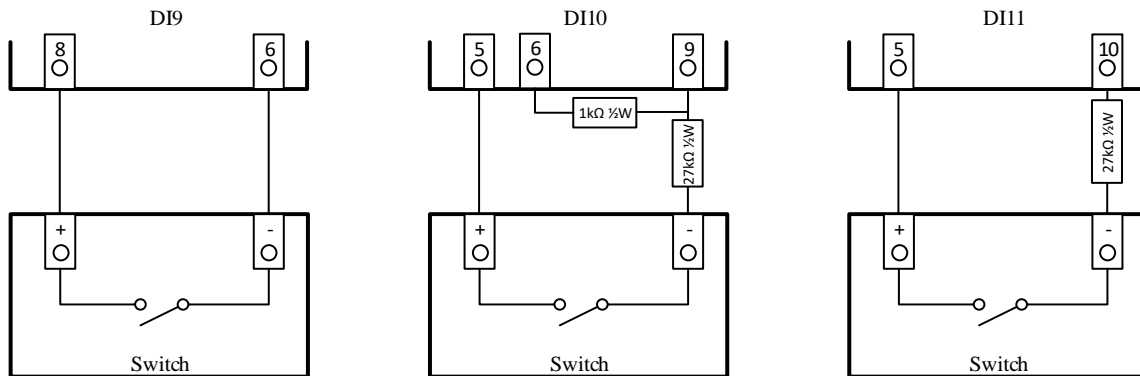 DI9
DI10
DI11
8
6
5
6
9
5
10
1kΩ ½W
27kΩ ½W
27kΩ ½W
+
-
+
-
+
-
Switch
Switch
Switch